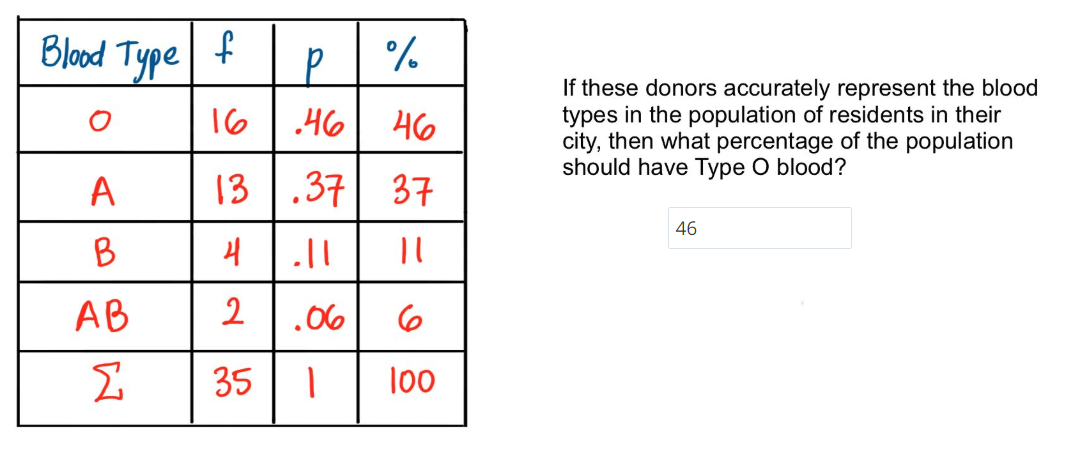 Blood Type f p %
O 16 .46 46
A 13 .37 37
B 4 .11 11
AB 2 .06 6
Σ 35 1 100
If these donors accurately represent the blood
types in the population of residents in their
city, then what percentage of the population
should have Type O blood?
46